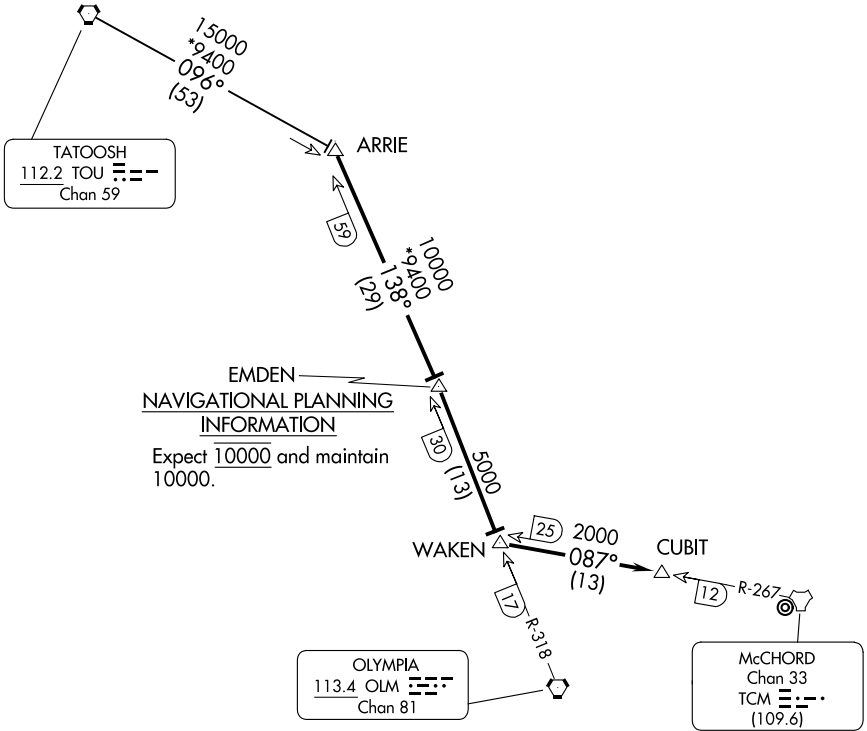 15000
*9400
096°
(53)
TATOOSH
112.2 TOU
Chan 59
ARRIE
59
10000
*9400
138°
(29)
EMDEN
NAVIGATIONAL PLANNING
INFORMATION
Expect 10000 and maintain
10000.
30
5000
(13)
WAKEN
25
2000
087°
(13)
CUBIT
12
R-267
17
R-318
OLYMPIA
113.4 OLM
Chan 81
McCHORD
Chan 33
TCM
(109.6)